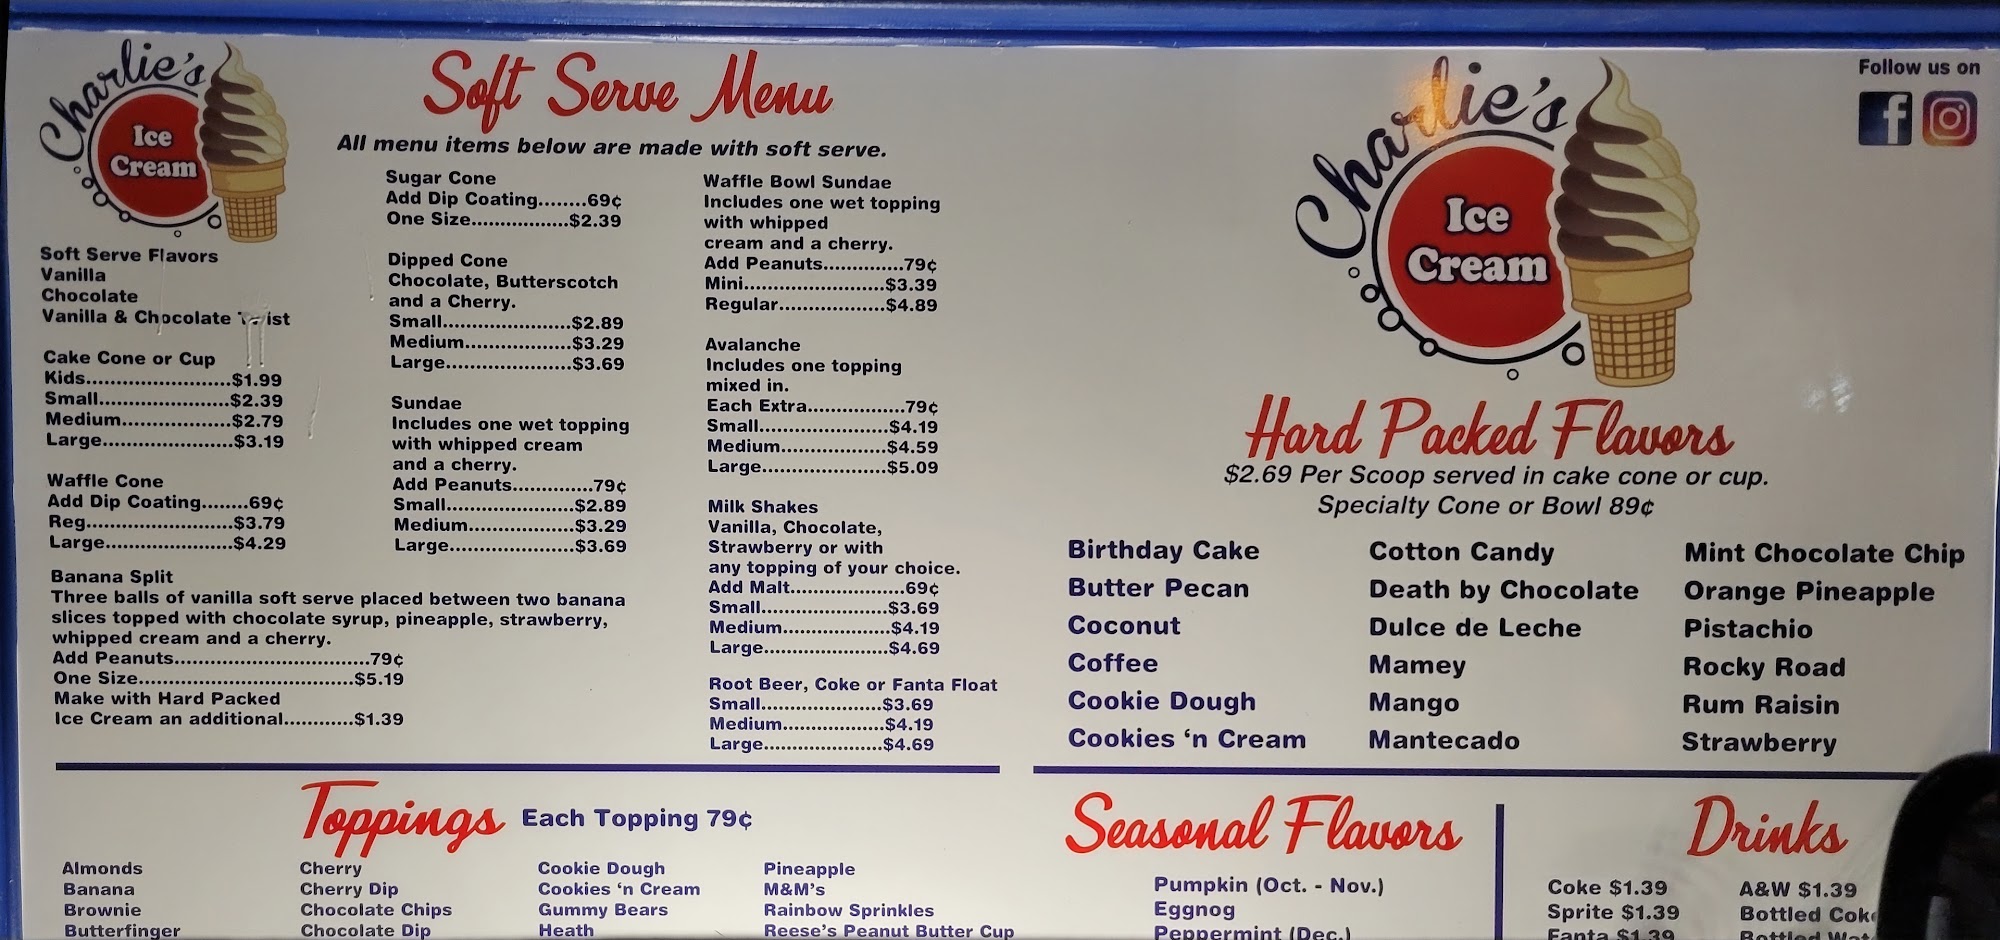 Charlie's
Ice
Cream
Soft Serve Menu
All menu items below are made with soft serve.
Soft Serve Flavors
Vanilla
Chocolate
Vanilla & Chocolate Twist
Cake Cone or Cup
Kids.............................$1.99
Small..........................$2.39
Medium......................$2.79
Large..........................$3.19
Waffle Cone
Add Dip Coating........69¢
Reg.............................$3.79
Large..........................$4.29
Banana Split
Three balls of vanilla soft serve placed between two banana
slices topped with chocolate syrup, pineapple, strawberry,
whipped cream and a cherry.
Add Peanuts.......................................79¢
One Size...........................................$5.19
Make with Hard Packed
Ice Cream an additional............$1.39
Sugar Cone
Add Dip Coating........69¢
One Size....................$2.39
Dipped Cone
Chocolate, Butterscotch
and a Cherry.
Small..........................$2.89
Medium......................$3.29
Large.........................$3.69
Sundae
Includes one wet topping
with whipped cream
and a cherry.
Add Peanuts................79¢
Small.........................$2.89
Medium.....................$3.29
Large.........................$3.69
Waffle Bowl Sundae
Includes one wet topping
with whipped
cream and a cherry.
Add Peanuts................79¢
Mini............................$3.39
Regular.....................$4.89
Avalanche
Includes one topping
mixed in.
Each Extra...................79¢
Small.........................$4.19
Medium.....................$4.59
Large.........................$5.09
Milk Shakes
Vanilla, Chocolate,
Strawberry or with
any topping of your choice.
Add Malt.......................69¢
Small.........................$3.69
Medium.....................$4.19
Large.........................$4.69
Root Beer, Coke or Fanta Float
Small........................$3.69
Medium....................$4.19
Large........................$4.69
Charlie's
Ice
Cream
Follow us on
Hard Packed Flavors
$2.69 Per Scoop served in cake cone or cup.
Specialty Cone or Bowl 89¢
Birthday Cake
Butter Pecan
Coconut
Coffee
Cookie Dough
Cookies ‘n Cream
Cotton Candy
Death by Chocolate
Dulce de Leche
Mamey
Mango
Mantecado
Mint Chocolate Chip
Orange Pineapple
Pistachio
Rocky Road
Rum Raisin
Strawberry
Toppings Each Topping 79¢
Almonds
Banana
Brownie
Butterfinger
Cherry
Cherry Dip
Chocolate Chips
Chocolate Dip
Cookie Dough
Cookies ‘n Cream
Gummy Bears
Heath
Pineapple
M&M's
Rainbow Sprinkles
Reese's Peanut Butter Cup
Seasonal Flavors
Pumpkin (Oct. - Nov.)
Eggnog
Peppermint (Dec.)
Drinks
Coke $1.39
Sprite $1.39
Fanta $1.39
A&W $1.39
Bottled
Bottled